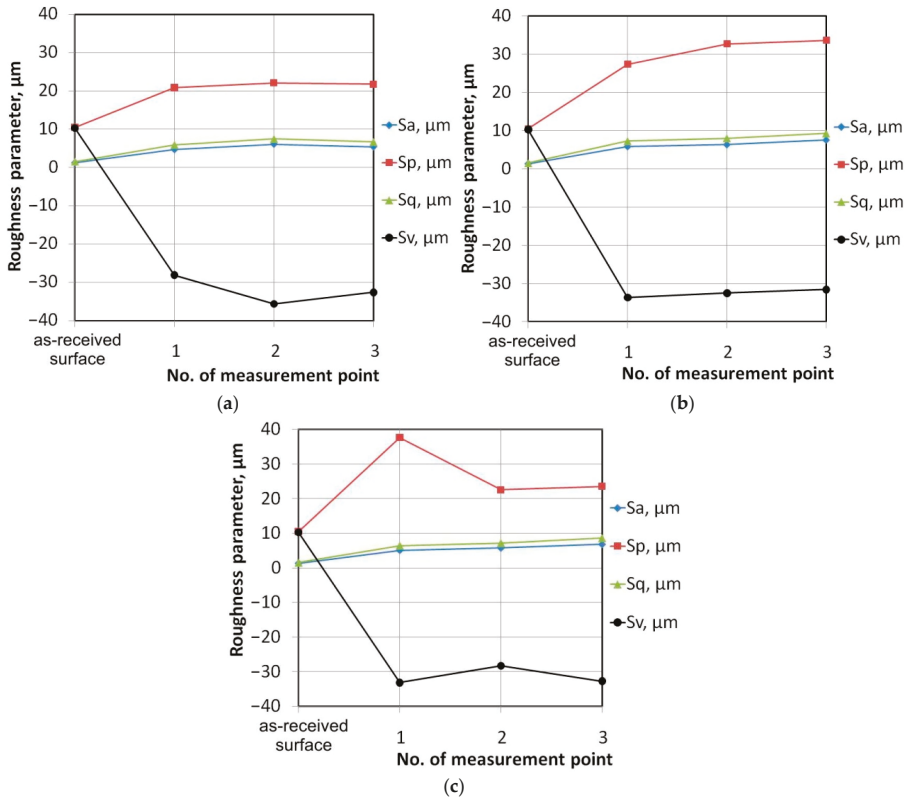 Roughness parameter, µm
40
30
20
10
0
−10
−20
−30
−40
as-received
surface
1
2
3
No. of measurement point
Sa, µm
Sp, µm
Sq, µm
Sv, µm
(a)
Roughness parameter, µm
40
30
20
10
0
−10
−20
−30
−40
as-received
surface
1
2
3
No. of measurement point
Sa, µm
Sp, µm
Sq, µm
Sv, µm
(b)
Roughness parameter, µm
40
30
20
10
0
−10
−20
−30
−40
as-received
surface
1
2
3
No. of measurement point
Sa, µm
Sp, µm
Sq, µm
Sv, µm
(c)